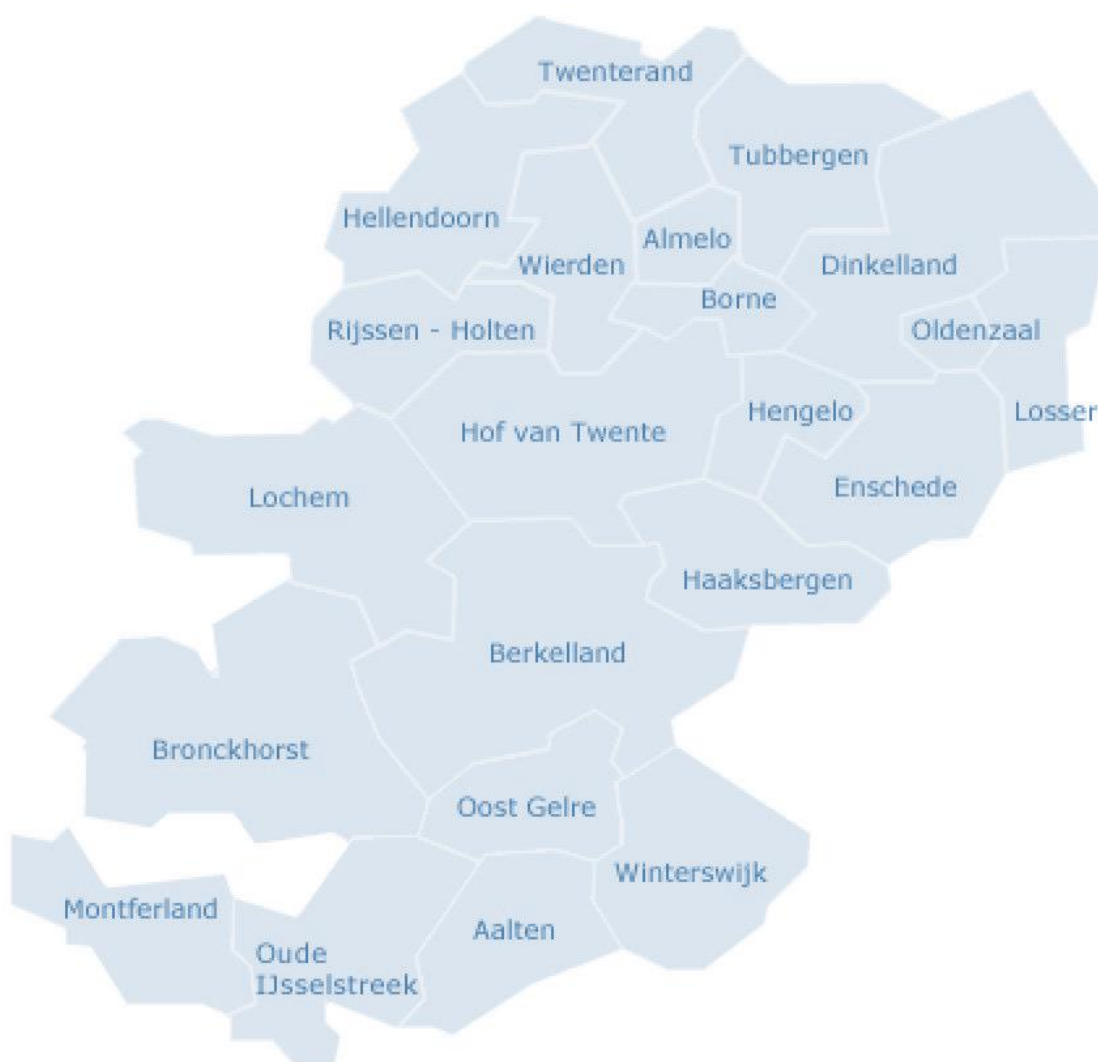 Twenterand
Tubbergen
Hellendoorn
Almelo
Wierden
Dinkelland
Borne
Rijssen - Holten
Oldenzaal
Hengelo
Losser
Hof van Twente
Enschede
Lochem
Haaksbergen
Berkelland
Bronckhorst
Oost Gelre
Winterswijk
Montferland
Aalten
Oude
IJsselstreek